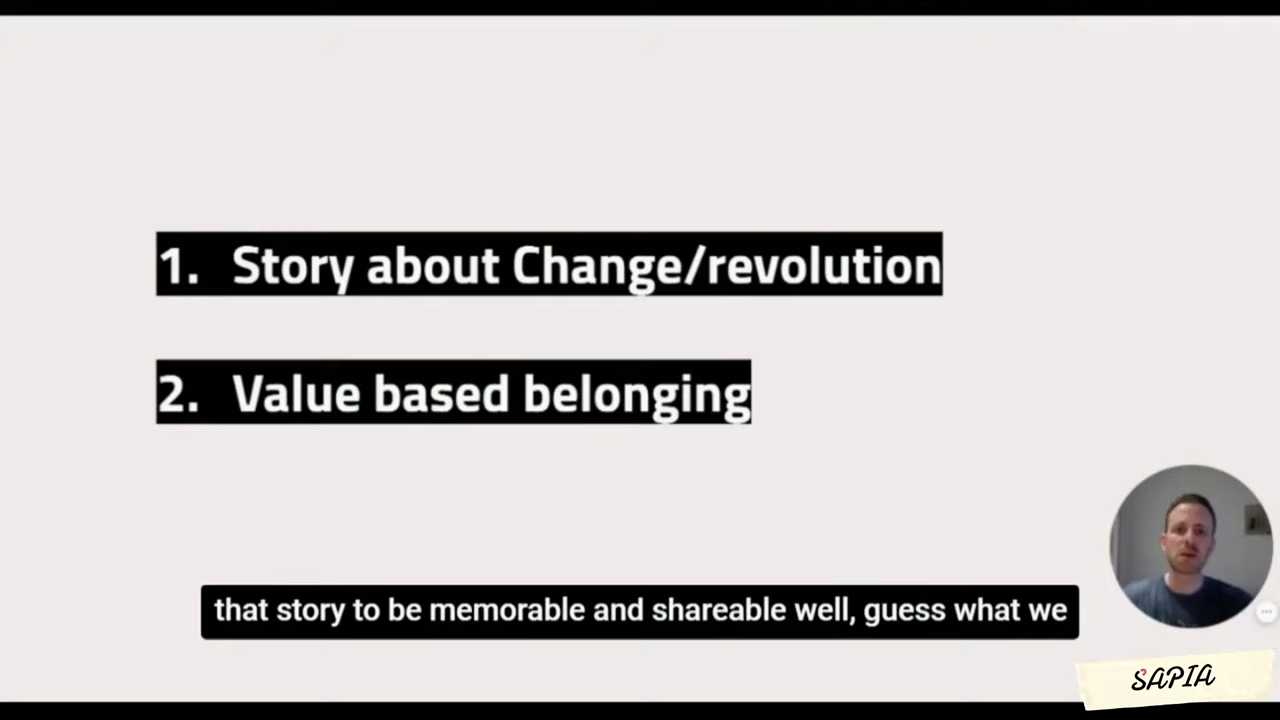 1. Story about Change/revolution
2. Value based belonging
that story to be memorable and shareable well, guess what we
SAPIA